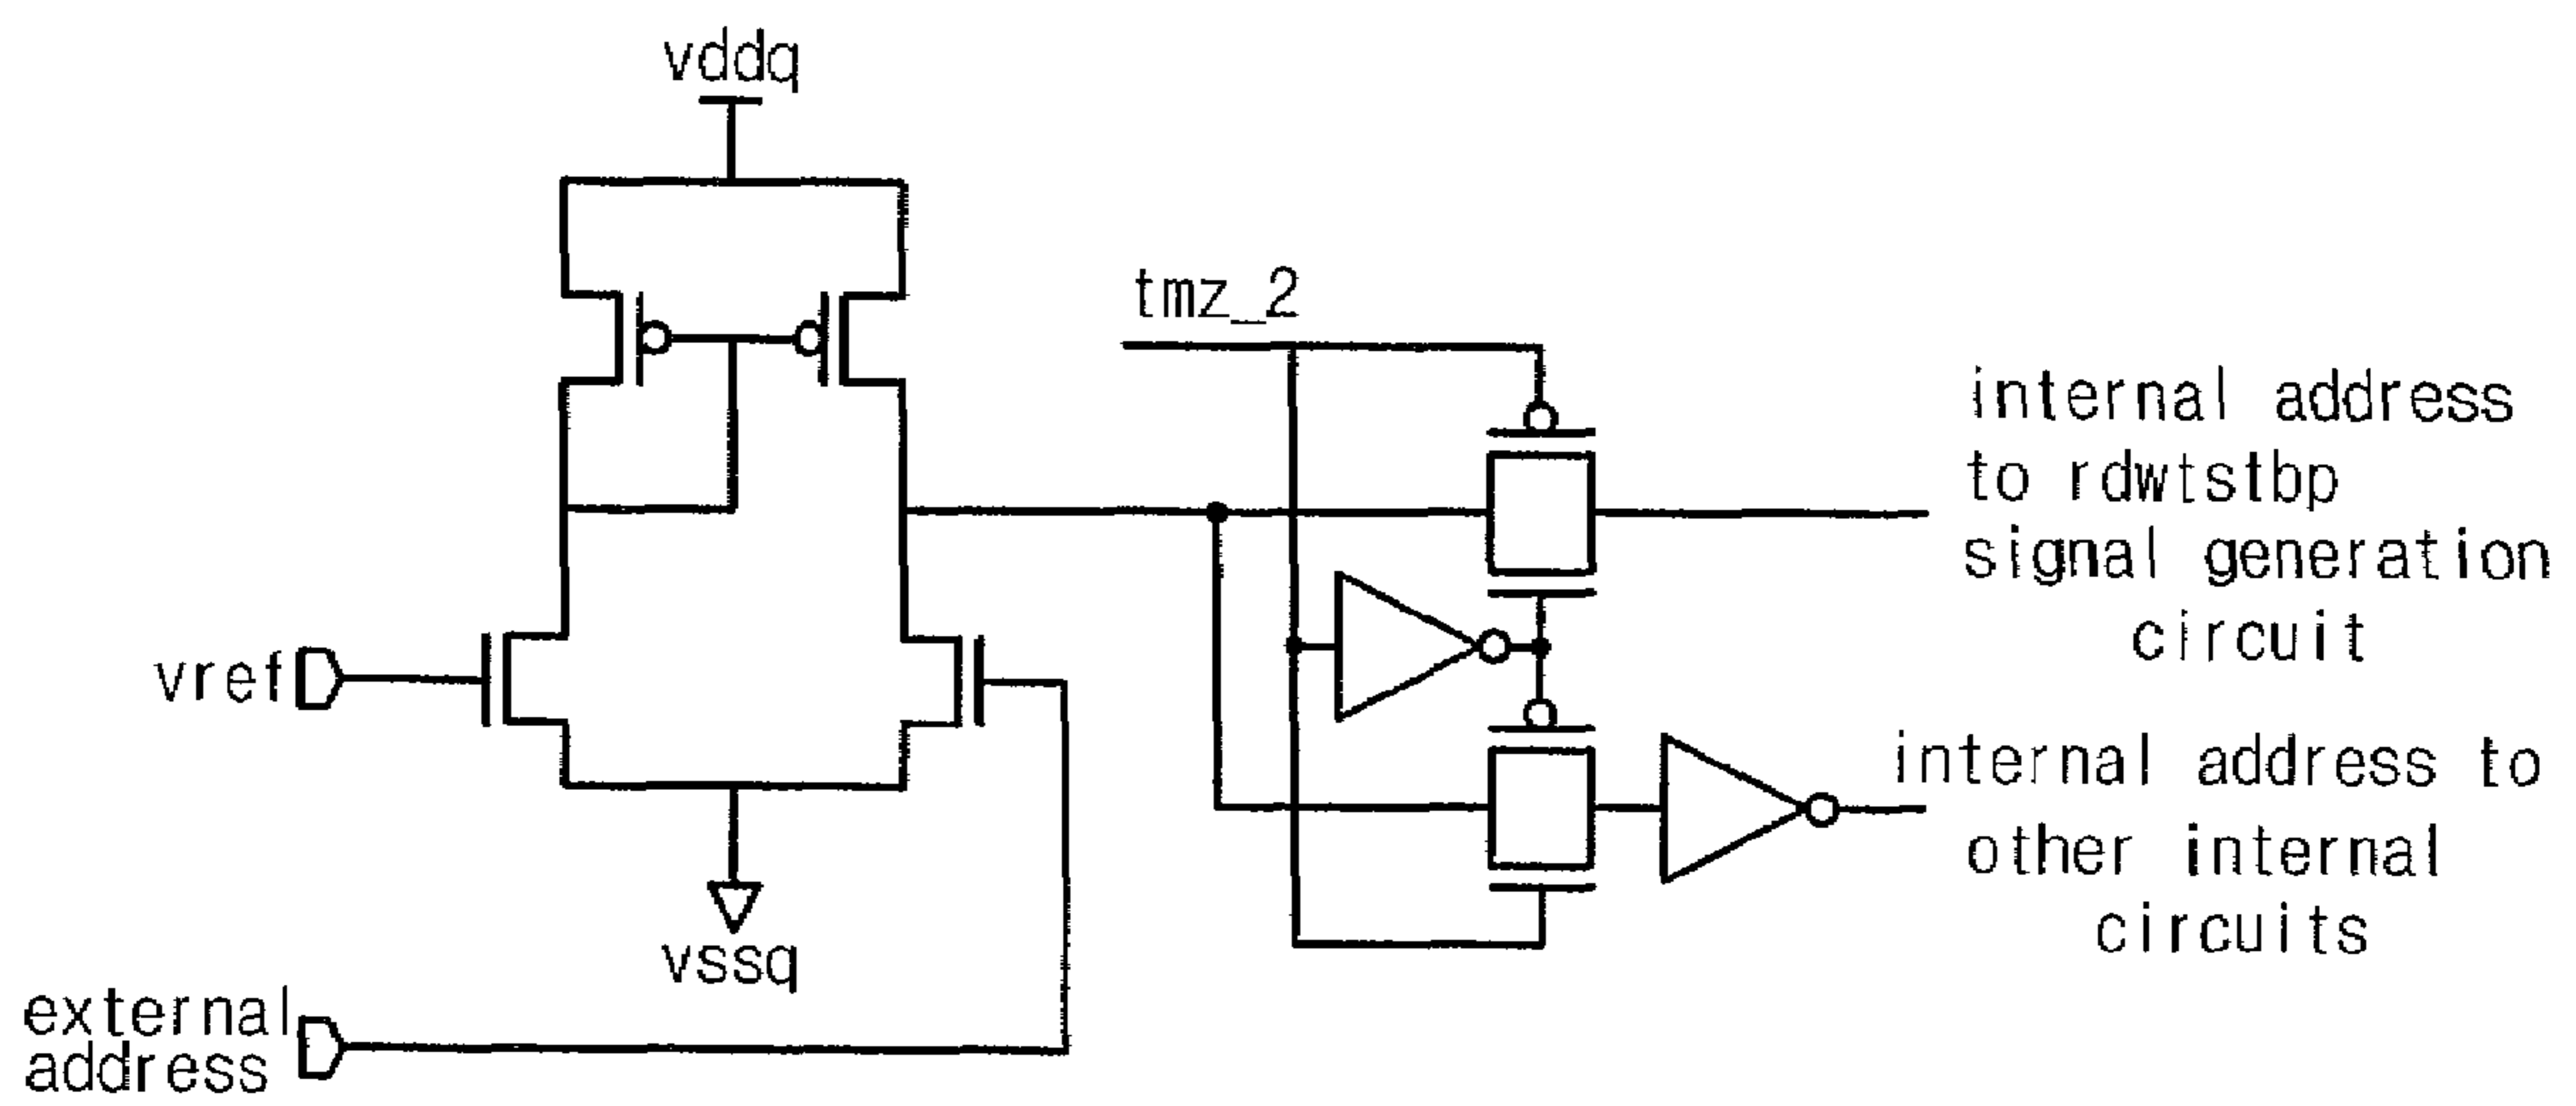 vddq
tmz_2
internal address
to rdwtstbp
signal generation
circuit
vref
internal address to
other internal
circuits
vssq
external
address